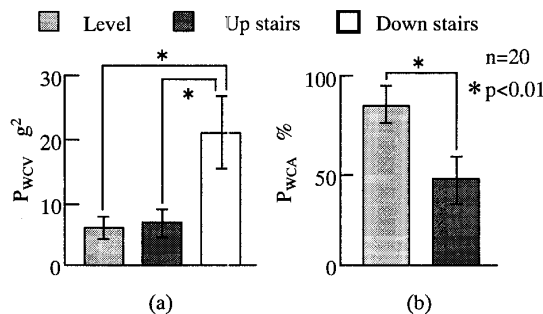 Level Up stairs Down stairs
n=20
* p<0.01
*
*
*
P_WCV g²
30
20
10
0
P_WCA %
100
50
0
(a) (b)